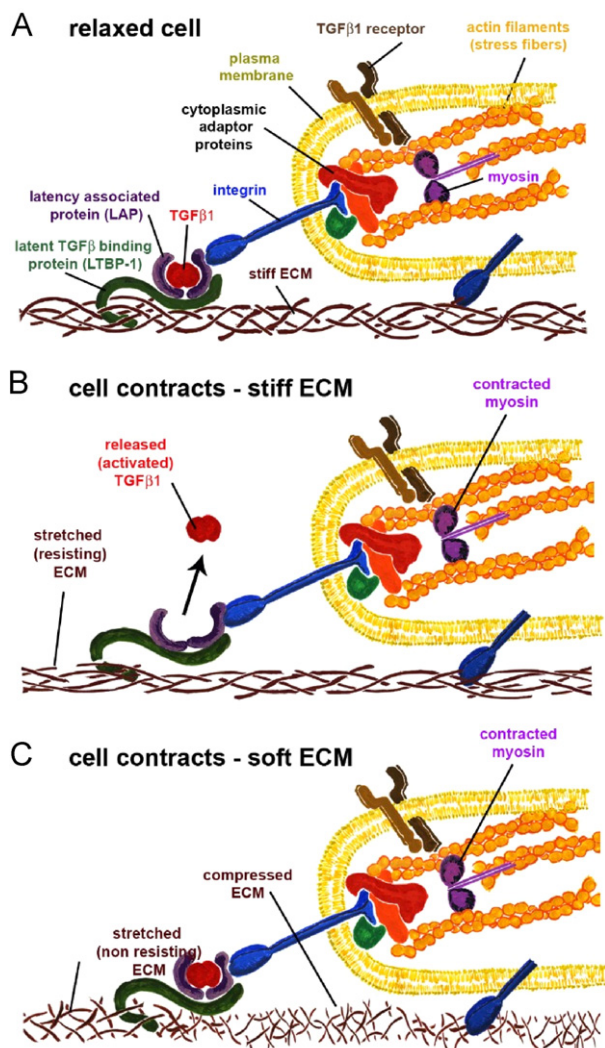 A
relaxed cell
TGFβ1 receptor
actin filaments
(stress fibers)
plasma
membrane
cytoplasmic
adaptor
proteins
latency associated
protein (LAP)
TGFβ1
integrin
myosin
latent TGFβ binding
protein (LTBP-1)
stiff ECM
B
cell contracts - stiff ECM
contracted
myosin
released
(activated)
TGFβ1
stretched
(resisting)
ECM
C
cell contracts - soft ECM
contracted
myosin
compressed
ECM
stretched
(non resisting)
ECM